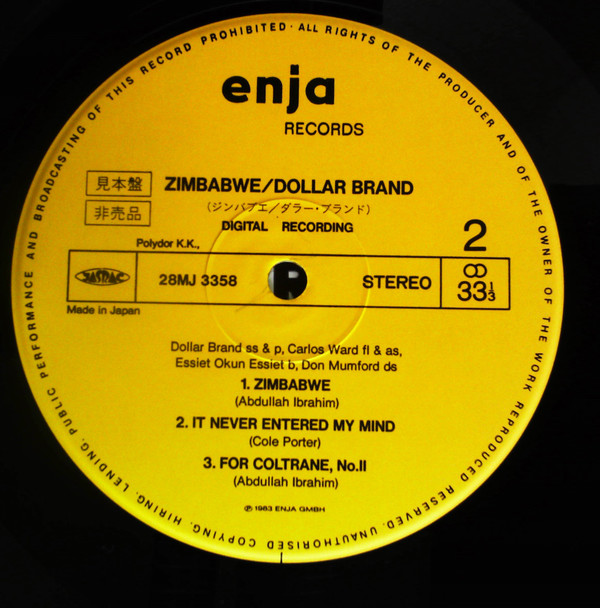 ALL RIGHTS OF THE PRODUCER AND OF THE OWNER OF THE WORK REPRODUCED RESERVED. UNAUTHORISED COPYING, HIRING, LENDING, PUBLIC PERFORMANCE AND BROADCASTING OF THIS RECORD PROHIBITED ·
enja
RECORDS
見本盤
非売品
ZIMBABWE/DOLLAR BRAND
(ジンバブエ/ダラー・ブランド)
DIGITAL RECORDING
Polydor K.K.,
2
JASRAC
28MJ 3358
STEREO
33⅓
Made in Japan
Dollar Brand ss & p, Carlos Ward fl & as,
Essiet Okun Essiet b, Don Mumford ds
1. ZIMBABWE
(Abdullah Ibrahim)
2. IT NEVER ENTERED MY MIND
(Cole Porter)
3. FOR COLTRANE, No.II
(Abdullah Ibrahim)
℗ 1983 ENJA GMBH